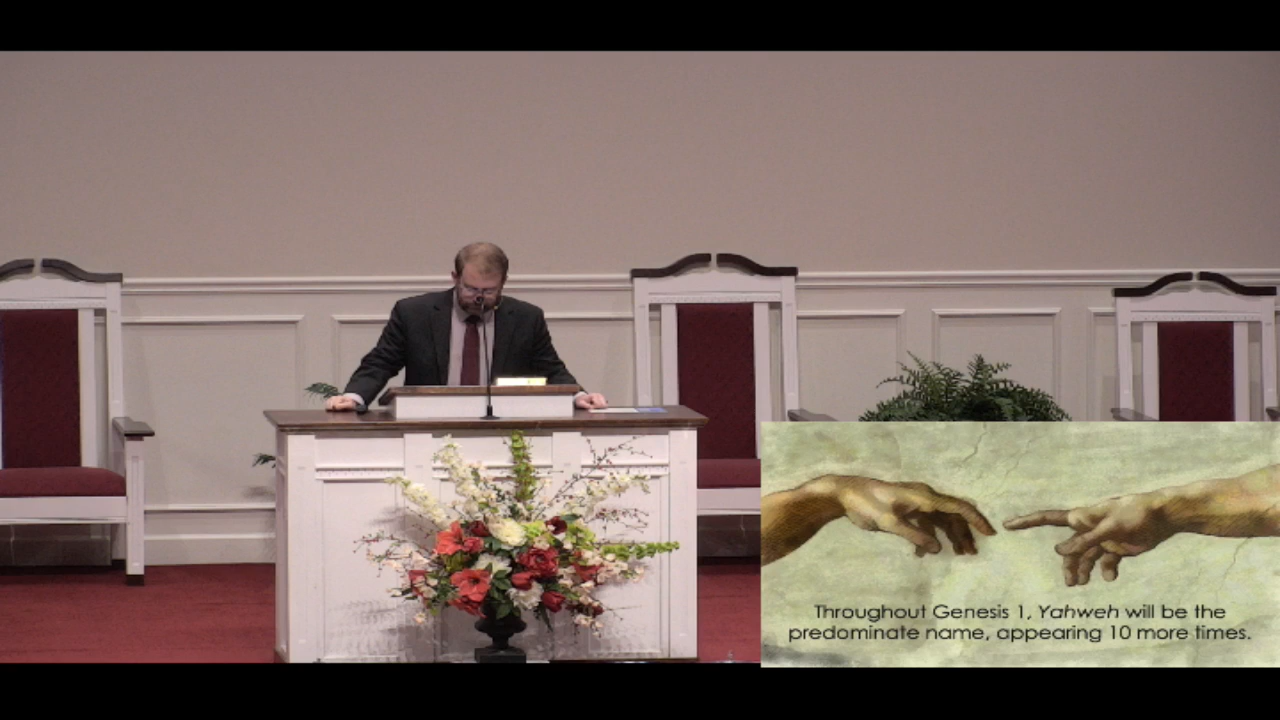 Throughout Genesis 1, Yahweh will be the
predominate name, appearing 10 more times.